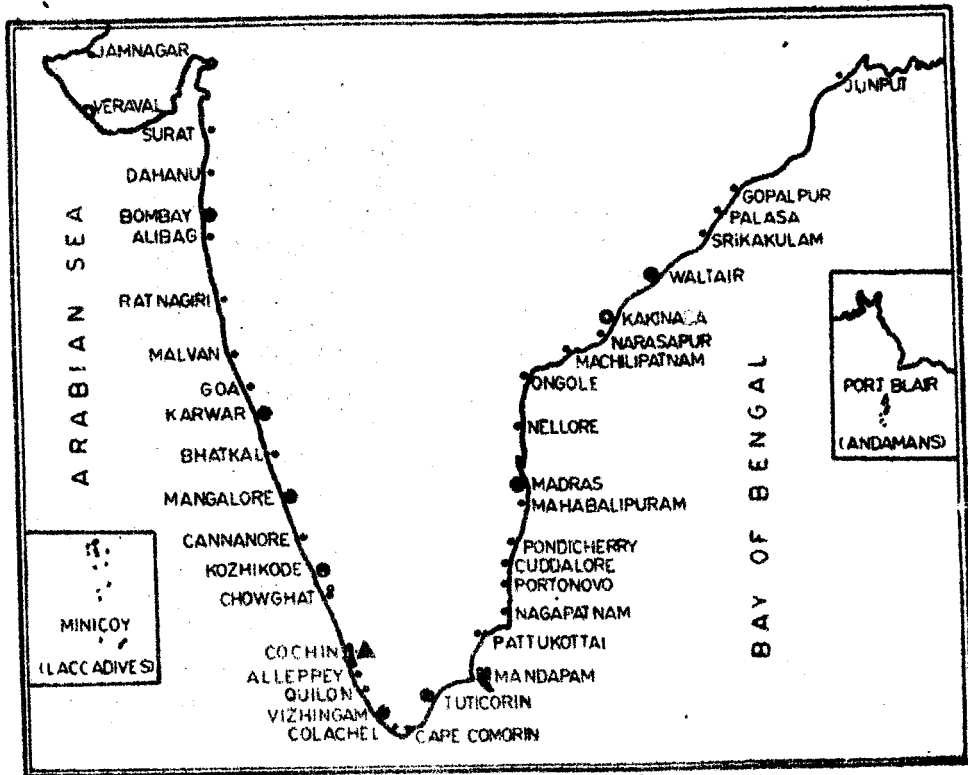 JAMNAGAR
VERAVAL
SURAT
DAHANU
BOMBAY
ALIBAG
RATNAGIRI
MALVAN
GOA
KARWAR
BHATKAL
MANGALORE
CANNANORE
KOZHIKODE
CHOWGHAT
COCHIN
ALLEPPEY
QUILON
VIZHINGAM
COLACHEL
CAPE COMORIN
TUTICORIN
MANDAPAM
PATTUKOTTAI
NAGAPATNAM
PORTONOVO
CUDDALORE
PONDICHERRY
MAHABALIPURAM
MADRAS
NELLORE
ONGOLE
MACHILIPATNAM
NARASAPUR
KAKINADA
WALTAIR
SRIKAKULAM
PALASA
GOPALPUR
JUNPUT
ARABIAN SEA
BAY OF BENGAL
MINICOY
(LACCADIVES)
PORT BLAIR
(ANDAMANS)